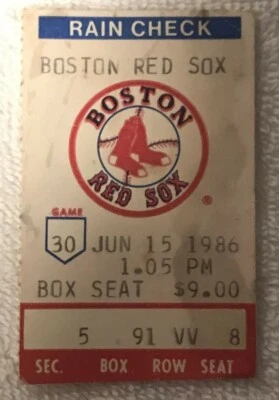 RAIN CHECK
BOSTON RED SOX
BOSTON
RED SOX
®
GAME
30 JUN 15 1986
1.05 PM
BOX SEAT $9.00
5 91 VV 8
SEC. BOX ROW SEAT